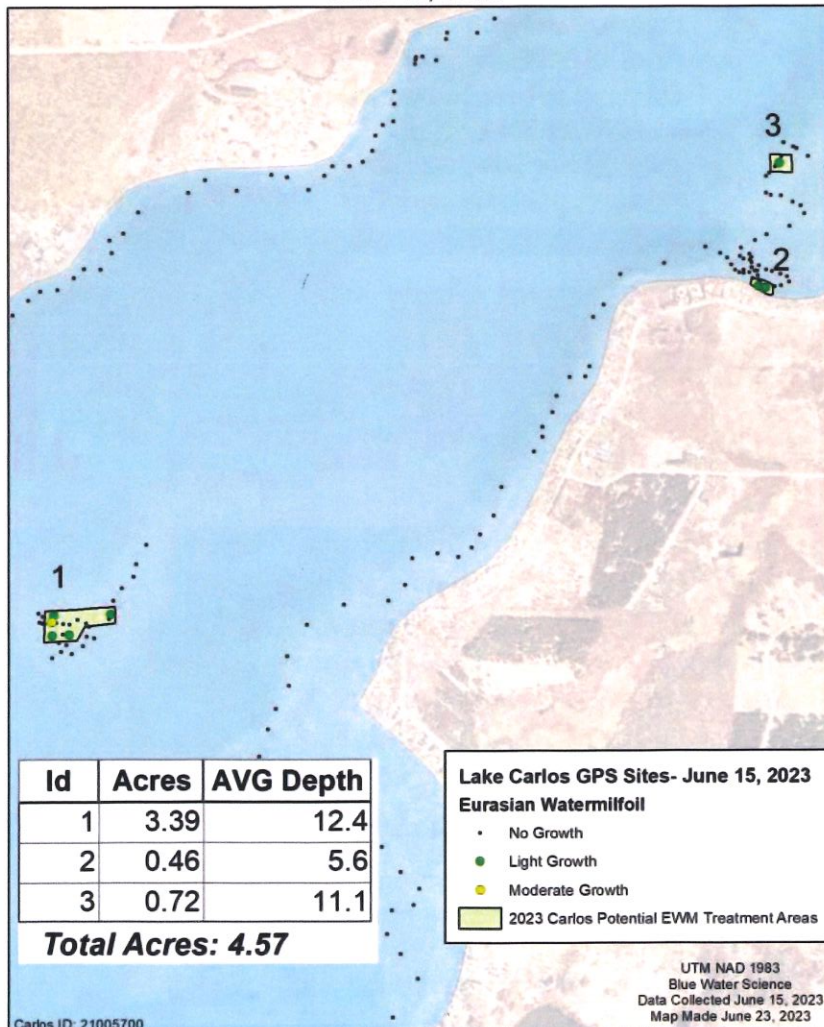 3
2
1
Id Acres AVG Depth
1 3.39 12.4
2 0.46 5.6
3 0.72 11.1
Total Acres: 4.57
Lake Carlos GPS Sites- June 15, 2023
Eurasian Watermilfoil
No Growth
Light Growth
Moderate Growth
2023 Carlos Potential EWM Treatment Areas
UTM NAD 1983
Blue Water Science
Data Collected June 15, 2023
Map Made June 23, 2023
Carlos ID: 21005700